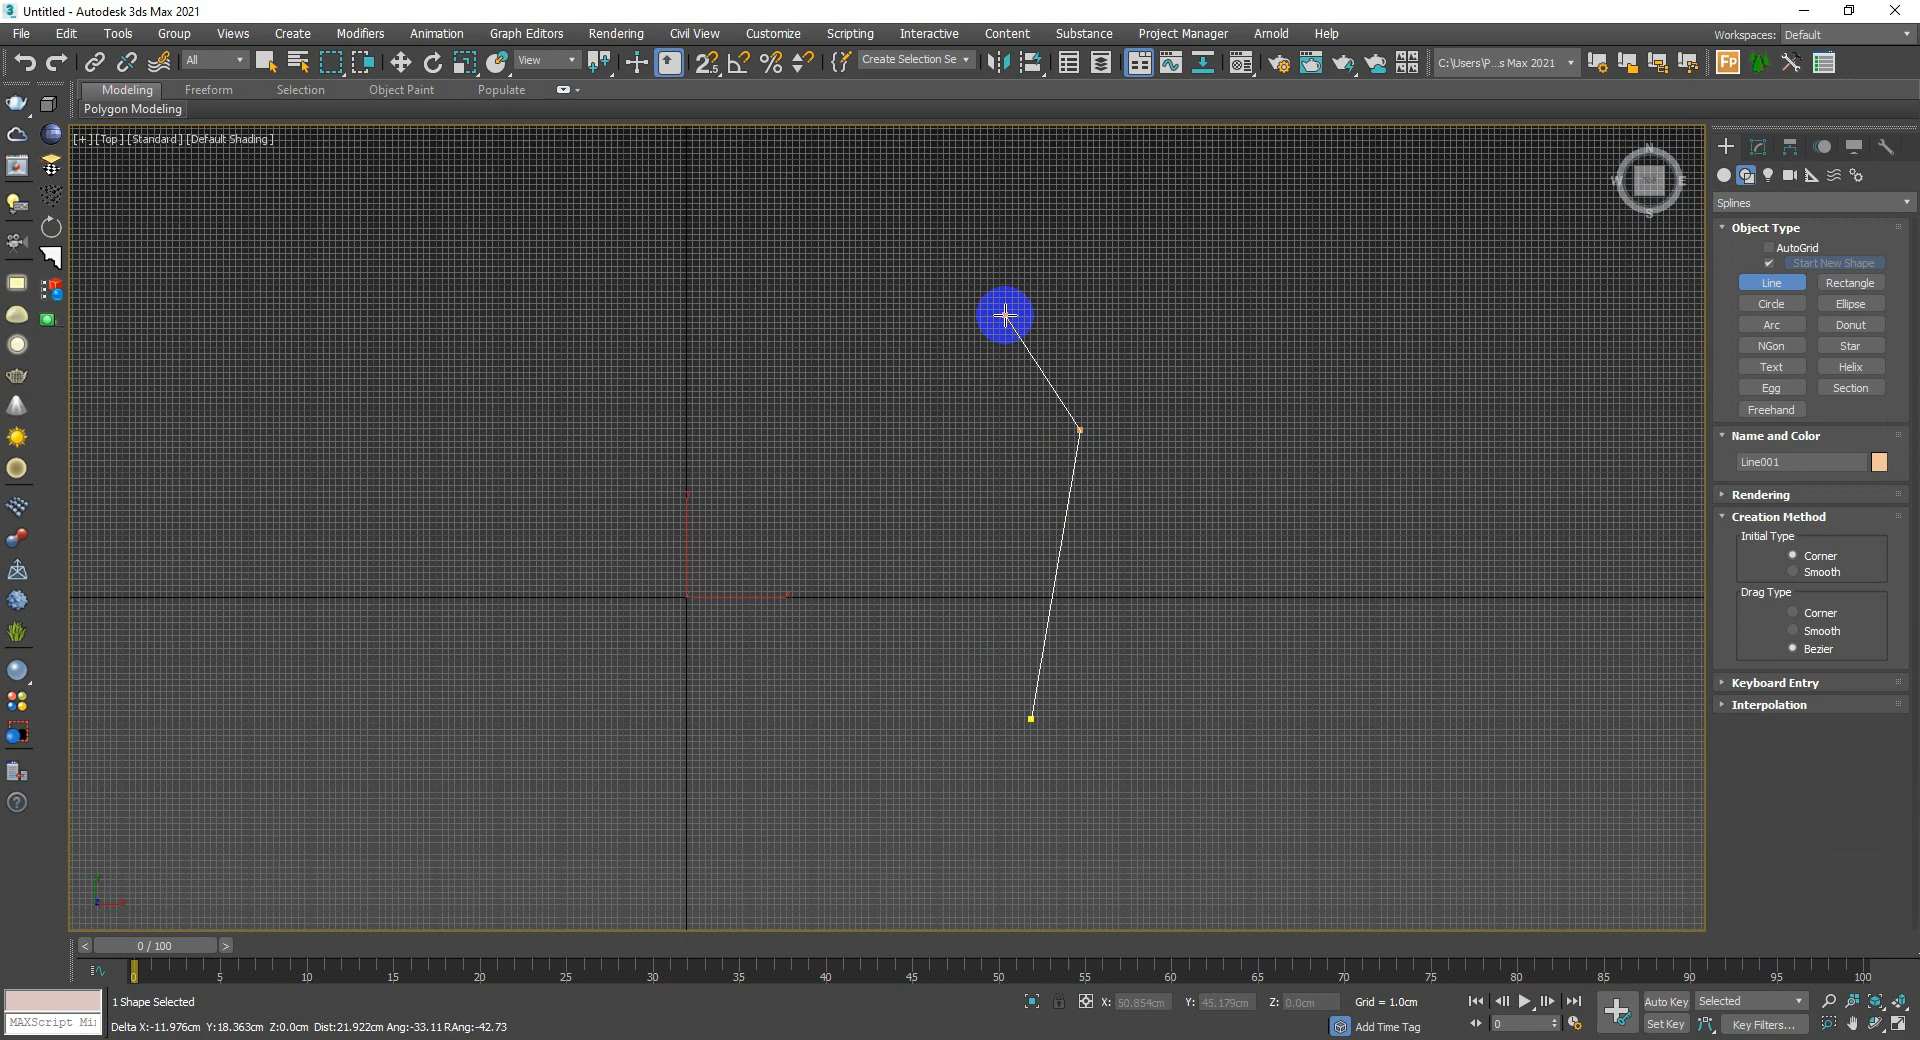 Untitled - Autodesk 3ds Max 2021
File Edit Tools Group Views Create Modifiers Animation Graph Editors Rendering Civil View Customize Scripting Interactive Content Substance Project Manager Arnold Help
Workspaces: Default
All View Create Selection Se C:\Users\P...s Max 2021
Modeling Freeform Selection Object Paint Populate
Polygon Modeling
[+] [Top] [Standard] [Default Shading]
N
W TOP E
S
Splines
Object Type
AutoGrid
Start New Shape
Line Rectangle
Circle Ellipse
Arc Donut
NGon Star
Text Helix
Egg Section
Freehand
Name and Color
Line001
Rendering
Creation Method
Initial Type
Corner
Smooth
Drag Type
Corner
Smooth
Bezier
Keyboard Entry
Interpolation
< 0 / 100 >
0 5 10 15 20 25 30 35 40 45 50 55 60 65 70 75 80 85 90 95 100
1 Shape Selected
X: 50.854cm Y: 45.179cm Z: 0.0cm Grid = 1.0cm
Auto Key Selected
MAXScript Mi
Delta X:-11.976cm Y:18.363cm Z:0.0cm Dist:21.922cm Ang:-33.11 RAng:-42.73
Add Time Tag
0
Set Key Key Filters...